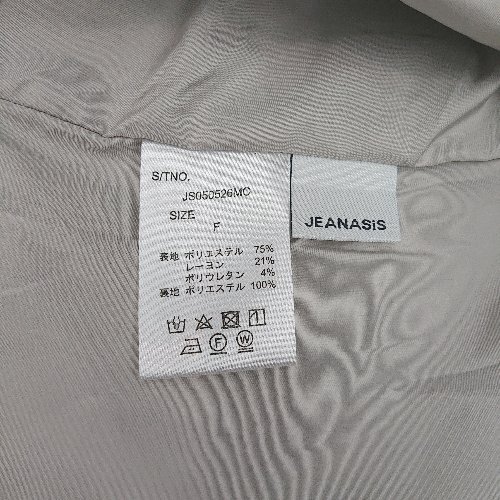 S/TNO.
JS050526MC
SIZE
F
表地 ポリエステル 75%
レーヨン 21%
ポリウレタン 4%
裏地 ポリエステル 100%
F W
JEANASiS